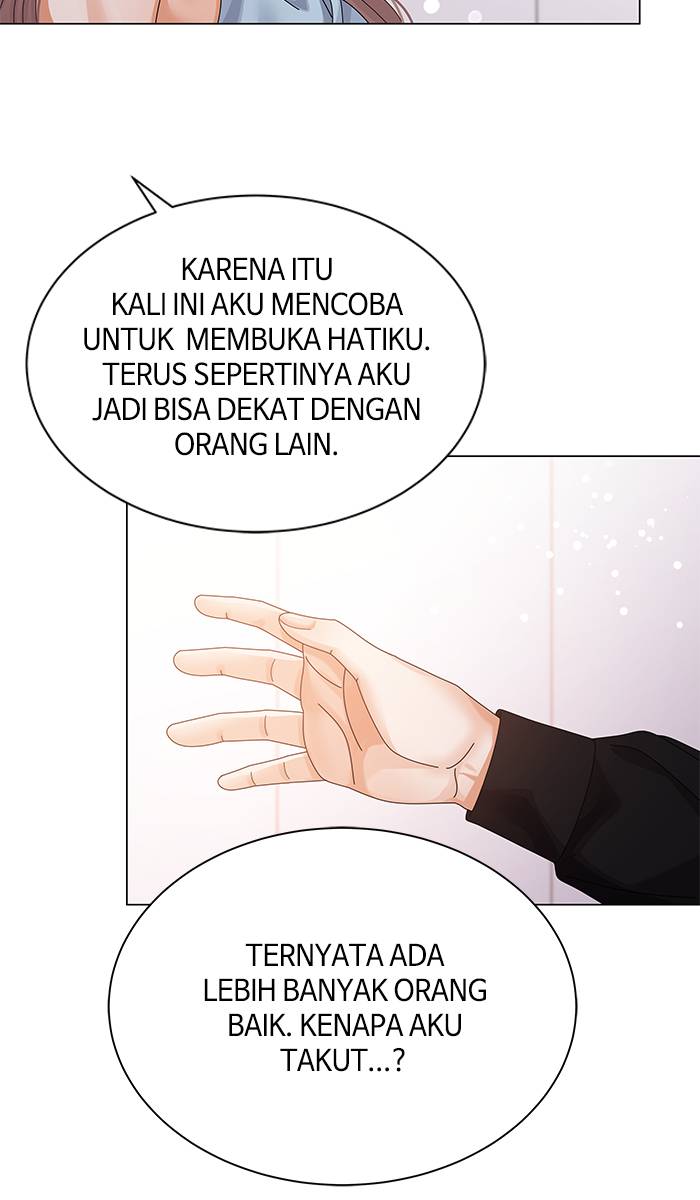 KARENA ITU
KALI INI AKU MENCOBA
UNTUK MEMBUKA HATIKU.
TERUS SEPERTINYA AKU
JADI BISA DEKAT DENGAN
ORANG LAIN.
TERNYATA ADA
LEBIH BANYAK ORANG
BAIK. KENAPA AKU
TAKUT...?